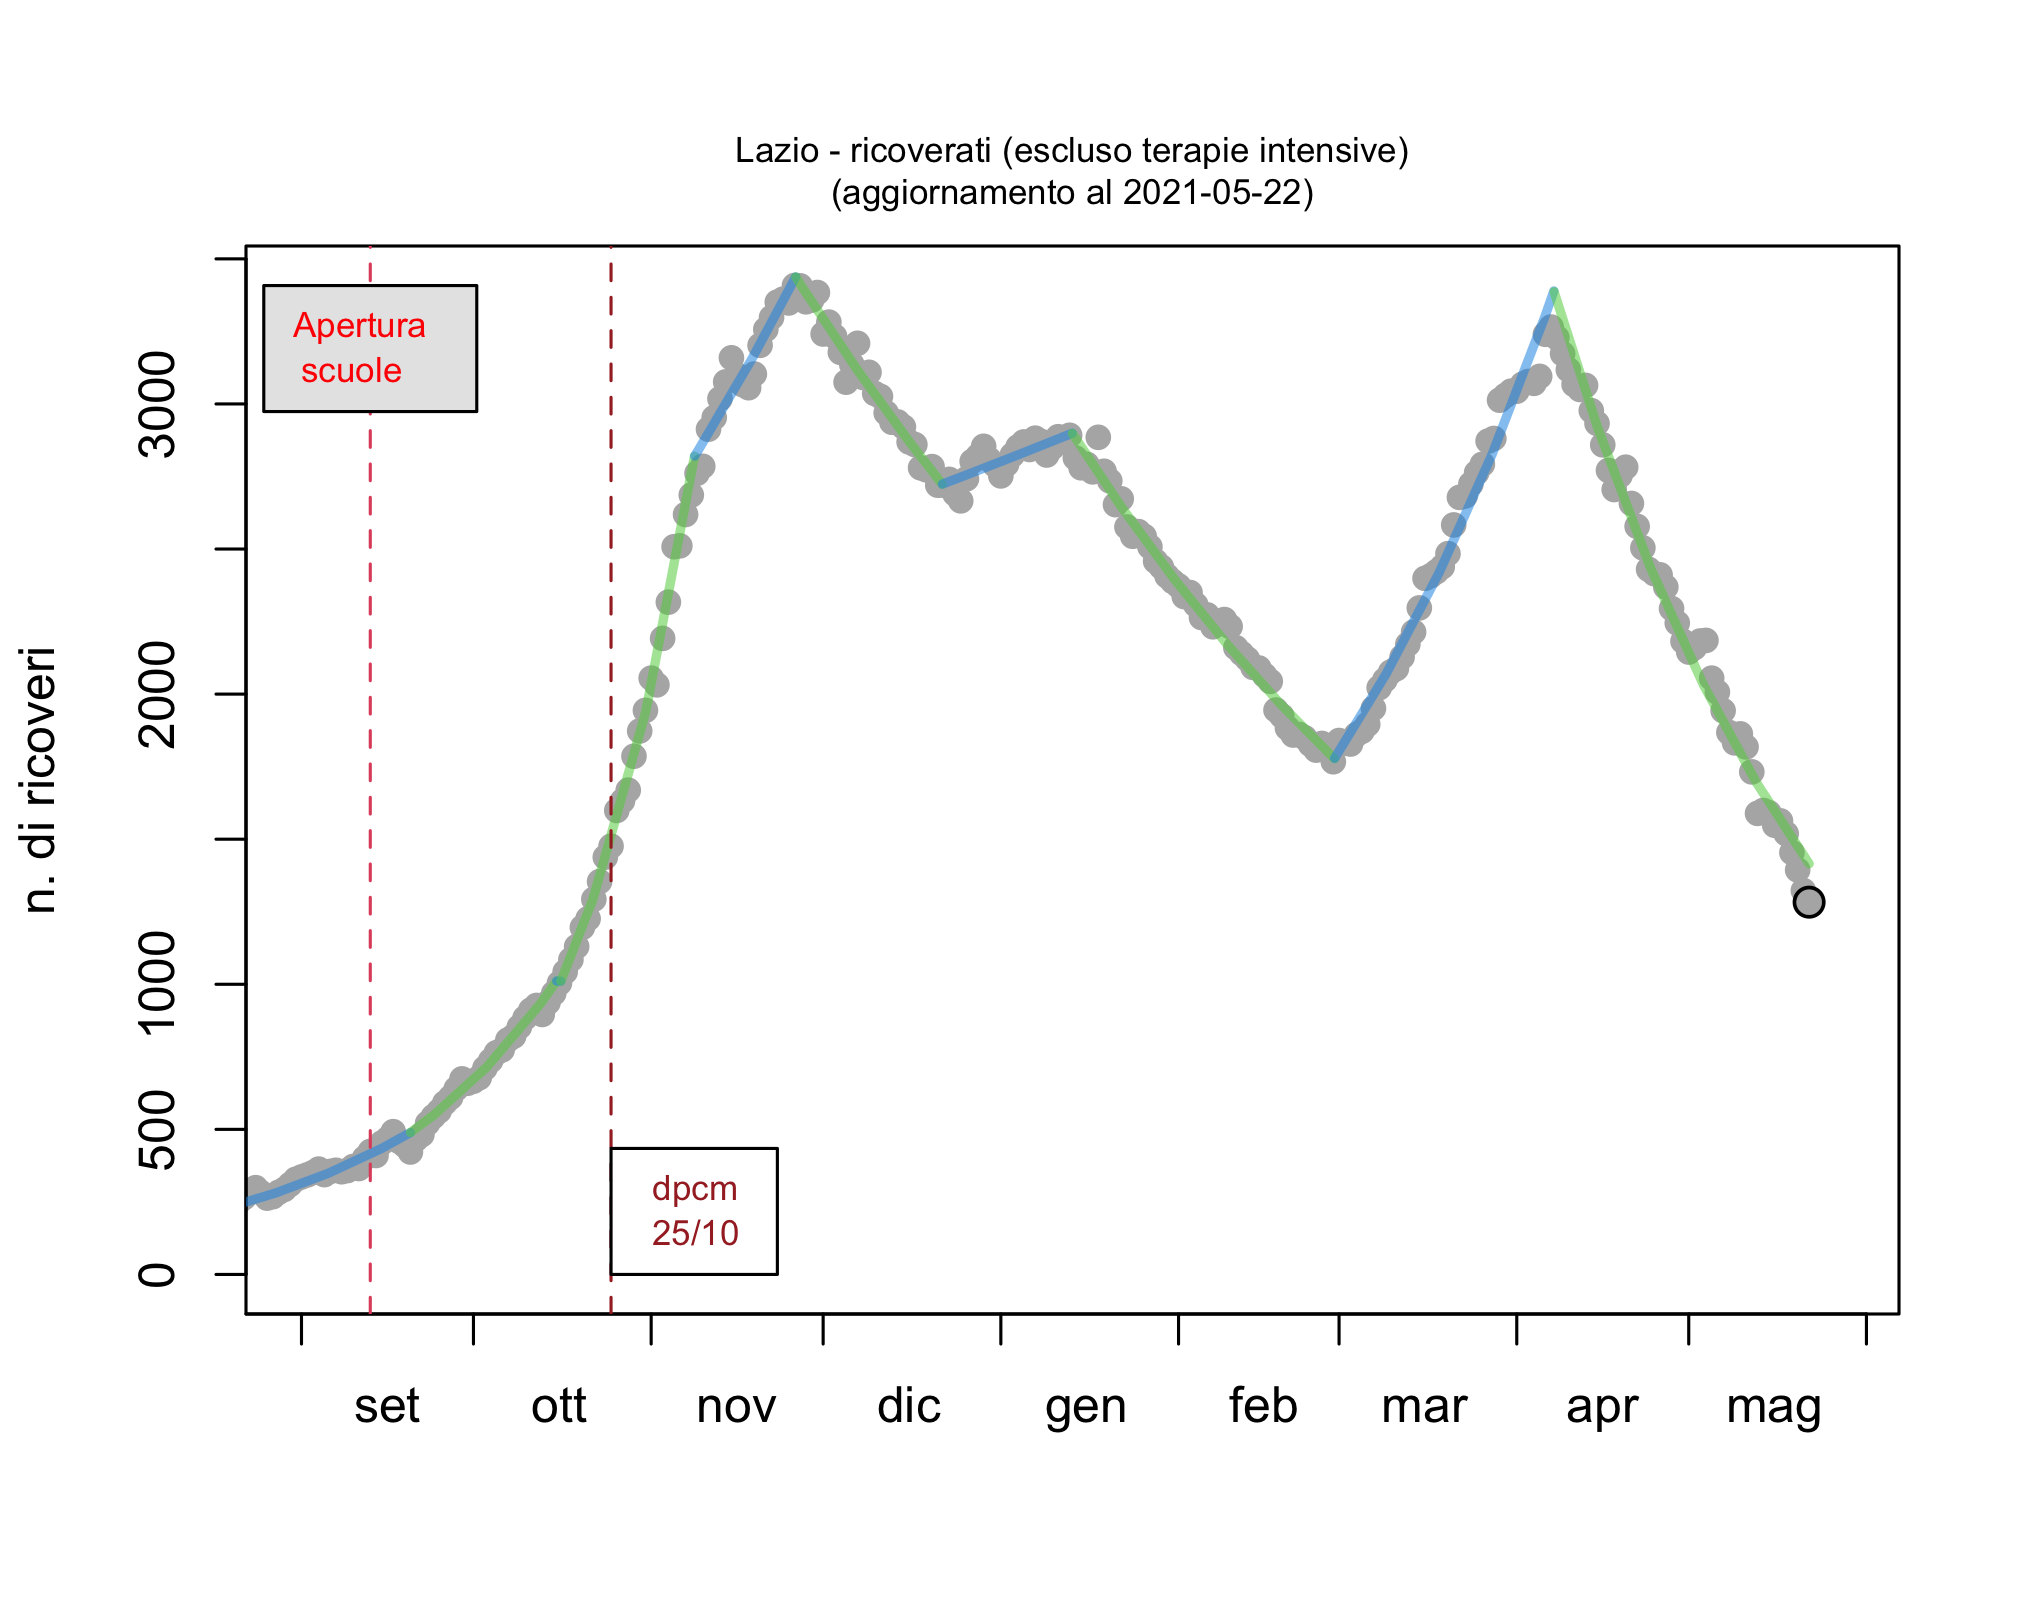 Lazio - ricoverati (escluso terapie intensive)
(aggiornamento al 2021-05-22)
Apertura
scuole
n. di ricoveri
3000
2000
1000
500
0
dpcm
25/10
set ott nov dic gen feb mar apr mag